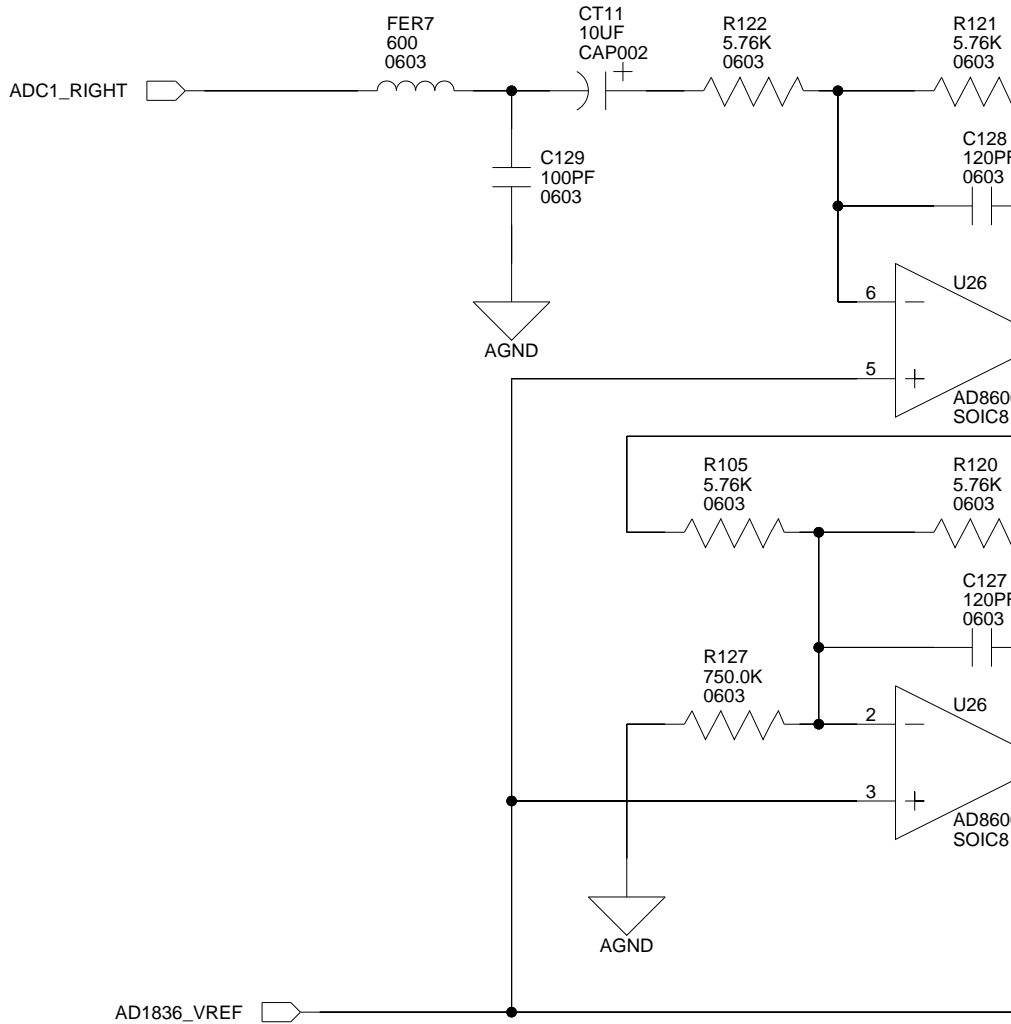 FER7
600
0603
CT11
10UF
CAP002
+
R122
5.76K
0603
R121
5.76K
0603
ADC1_RIGHT
C129
100PF
0603
C128
120PF
0603
AGND
6
5
U26
SOIC8
R105
5.76K
0603
R120
5.76K
0603
C127
120PF
0603
R127
750.0K
0603
2
3
U26
SOIC8
AGND
AD1836_VREF